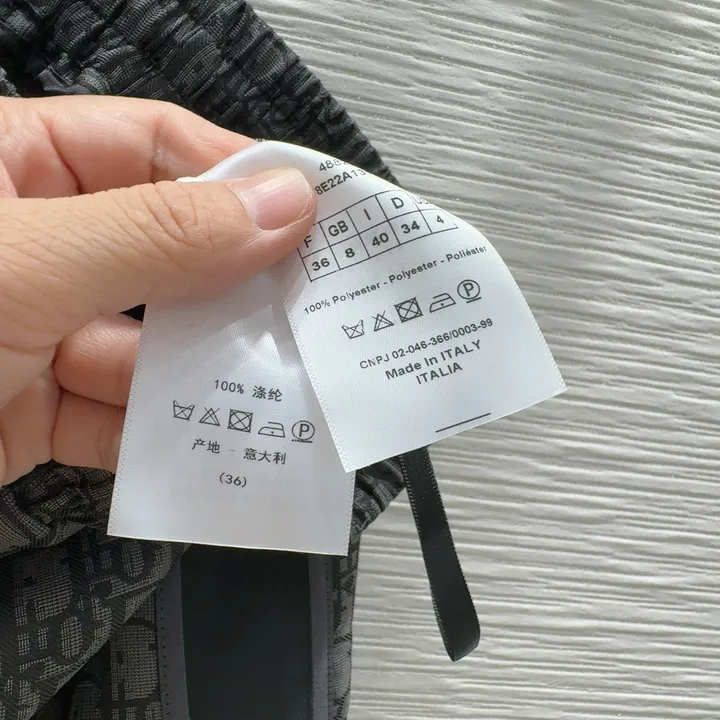 F GB I D
36 8 40 34 4
100% Polyester - Polyester - Poliéster
P
CNPJ 02-046-366/0003-99
Made in ITALY
ITALIA
100% 涤纶
P
产地 - 意大利
(36)